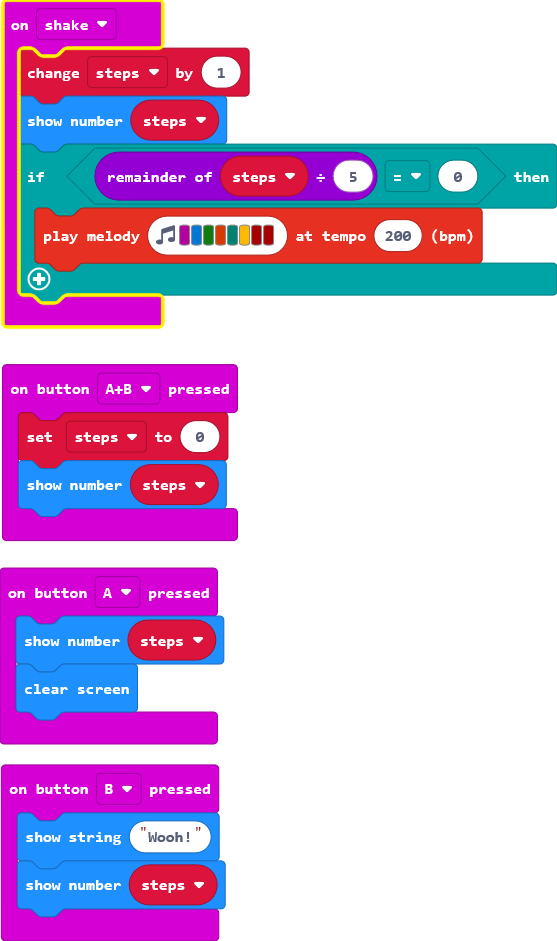 on shake
change steps by 1
show number steps
if remainder of steps ÷ 5 = 0 then
play melody at tempo 200 (bpm)
on button A+B pressed
set steps to 0
show number steps
on button A pressed
show number steps
clear screen
on button B pressed
show string "Wooh!"
show number steps